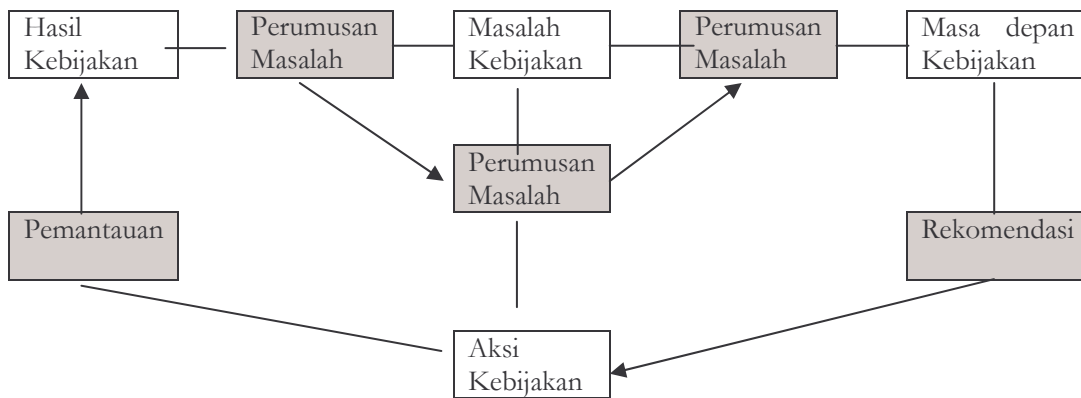 Hasil
Kebijakan
Perumusan
Masalah
Masalah
Kebijakan
Perumusan
Masalah
Masa depan
Kebijakan
Perumusan
Masalah
Pemantauan
Rekomendasi
Aksi
Kebijakan